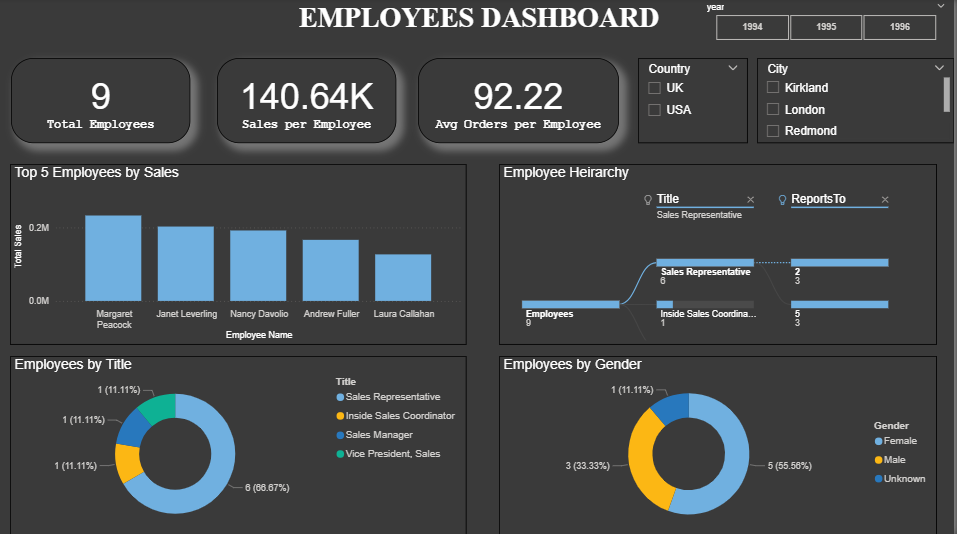 EMPLOYEES DASHBOARD
year
1994
1995
1996
9
Total Employees
140.64K
Sales per Employee
92.22
Avg Orders per Employee
Country
UK
USA
City
Kirkland
London
Redmond
Top 5 Employees by Sales
Total Sales
0.2M
0.0M
Margaret
Peacock
Janet Leverling
Nancy Davolio
Andrew Fuller
Laura Callahan
Employee Name
Employee Heirarchy
Title
Sales Representative
ReportsTo
Employees
9
Sales Representative
6
Inside Sales Coordina...
1
2
3
5
3
Employees by Title
1 (11.11%)
1 (11.11%)
1 (11.11%)
6 (66.67%)
Title
Sales Representative
Inside Sales Coordinator
Sales Manager
Vice President, Sales
Employees by Gender
1 (11.11%)
3 (33.33%)
5 (55.56%)
Gender
Female
Male
Unknown